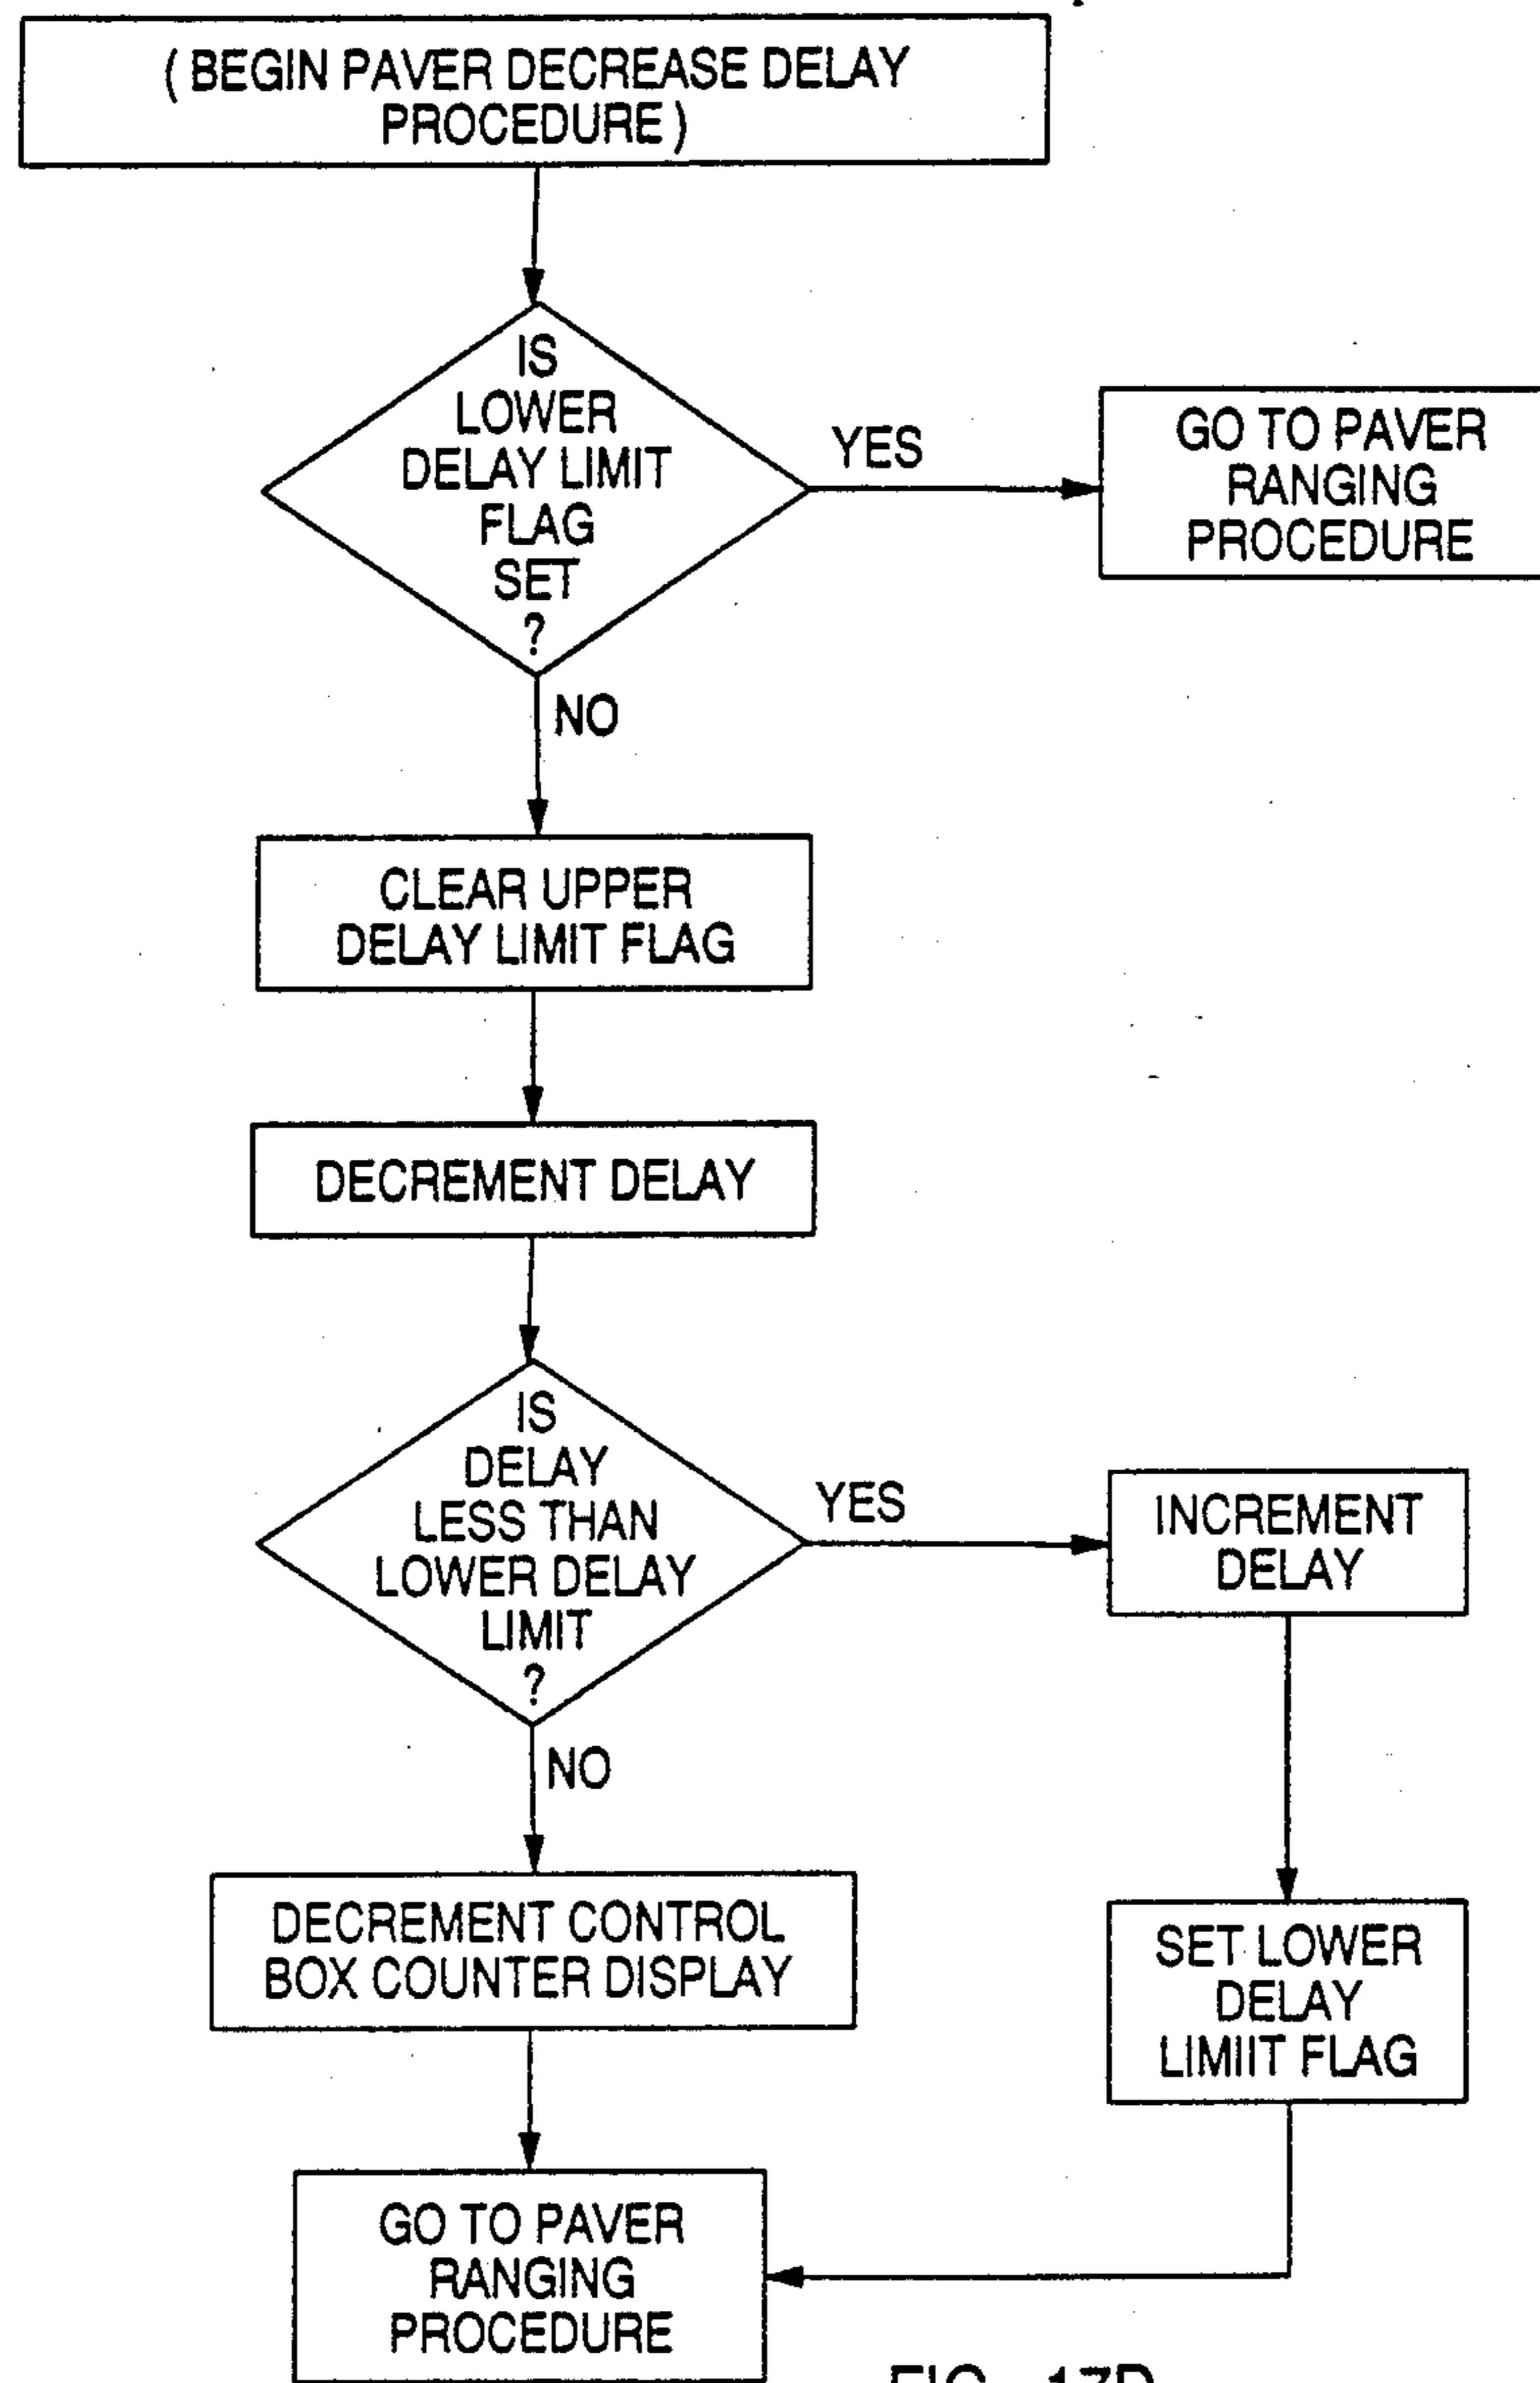 ( BEGIN PAVER DECREASE DELAY
PROCEDURE )
IS
LOWER
DELAY LIMIT
FLAG
SET
?
YES
GO TO PAVER
RANGING
PROCEDURE
NO
CLEAR UPPER
DELAY LIMIT FLAG
DECREMENT DELAY
IS
DELAY
LESS THAN
LOWER DELAY
LIMIT
?
YES
INCREMENT
DELAY
NO
DECREMENT CONTROL
BOX COUNTER DISPLAY
SET LOWER
DELAY
LIMIIT FLAG
GO TO PAVER
RANGING
PROCEDURE